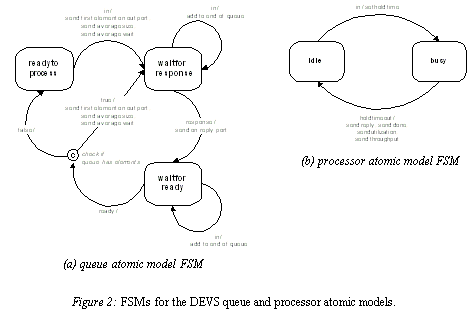 in/
send first element on out port
send average size
send average wait
in/
add to end of queue
ready to
process
wait for
response
true/
send first element on out port
send average size
send average wait
false/
response/
send on reply port
C
check if
queue has elements
wait for
ready
ready /
in/
add to end of queue
(a) queue atomic model FSM
in/ set hold time
idle
busy
hold time out /
send reply send done
send utilization
send throughput
(b) processor atomic model FSM
Figure 2: FSMs for the DEVS queue and processor atomic models.